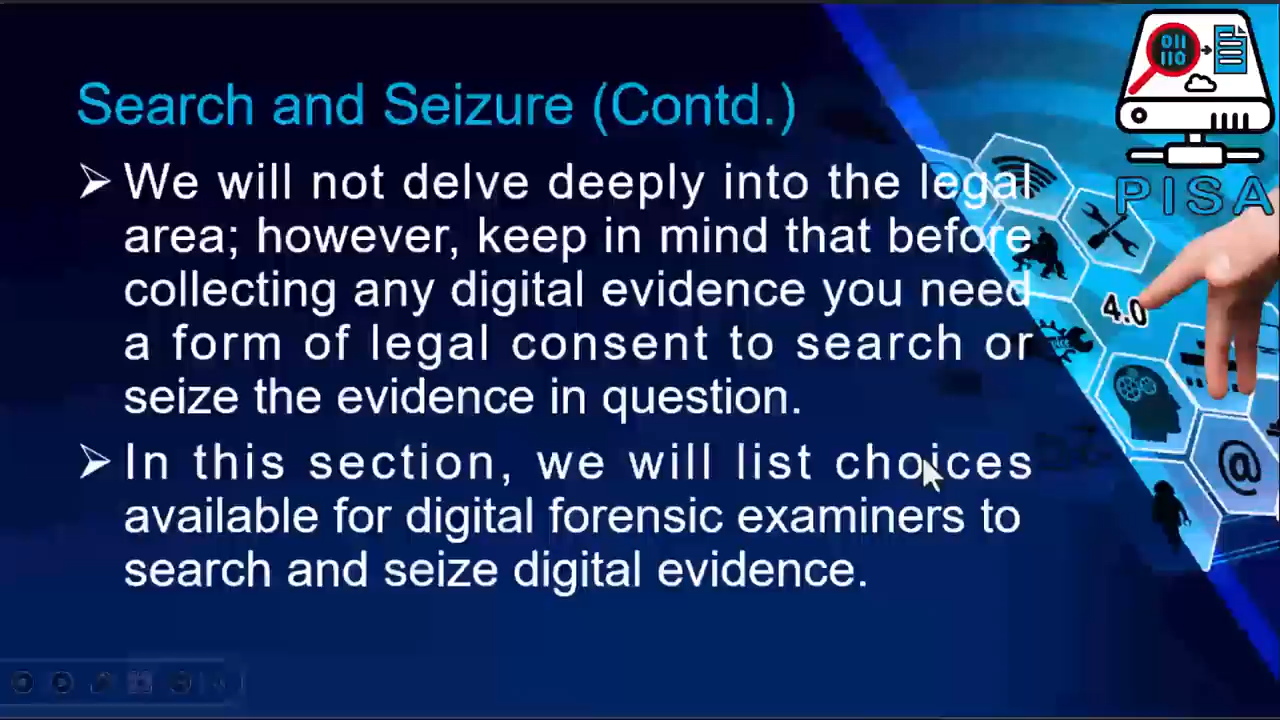 Search and Seizure (Contd.)
➢ We will not delve deeply into the legal
area; however, keep in mind that before
collecting any digital evidence you need
a form of legal consent to search or
seize the evidence in question.
➢ In this section, we will list choices
available for digital forensic examiners to
search and seize digital evidence.
011
110
PISA
4.0
@